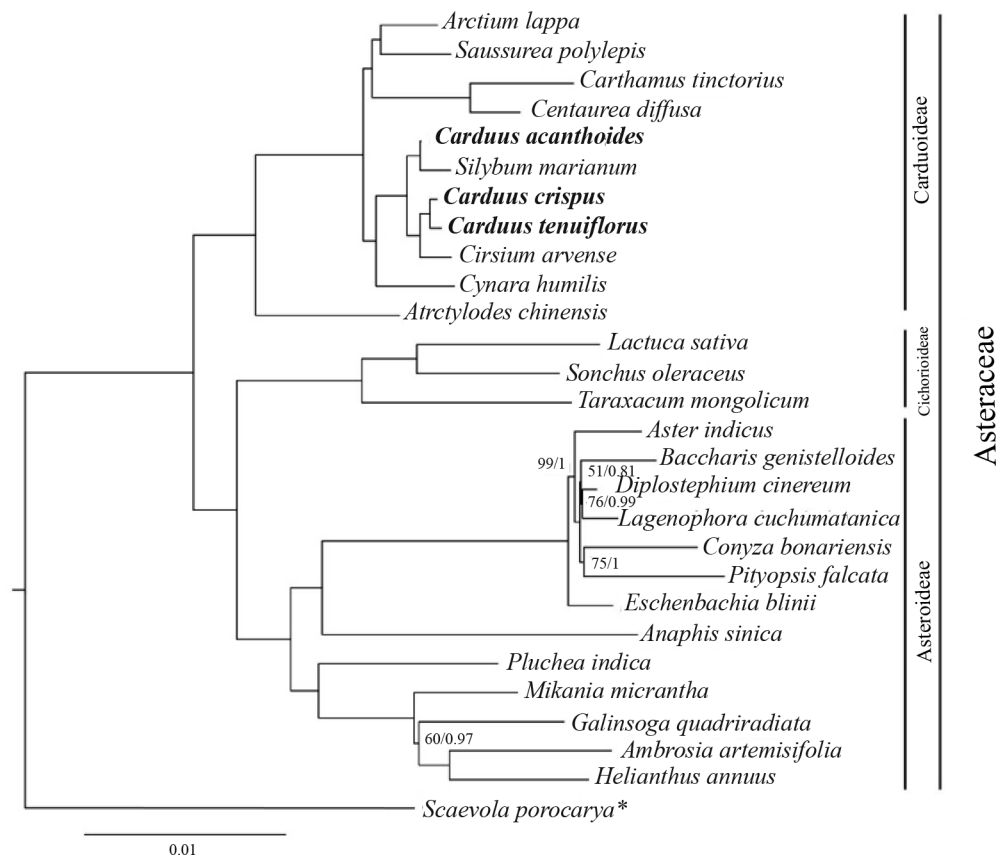 Arctium lappa
Saussurea polylepis
Carthamus tinctorius
Centaurea diffusa
Carduus acanthoides
Silybum marianum
Carduus crispus
Carduus tenuiflorus
Cirsium arvense
Cynara humilis
Atrctylodes chinensis
Carduoideae
Lactuca sativa
Sonchus oleraceus
Taraxacum mongolicum
Cichorioideae
Aster indicus
99/1
Baccharis genistelloides
51/0.81
Diplostephium cinereum
76/0.99
Lagenophora cuchumatanica
Conyza bonariensis
75/1
Pityopsis falcata
Eschenbachia blinii
Anaphis sinica
Pluchea indica
Mikania micrantha
Galinsoga quadriradiata
60/0.97
Ambrosia artemisifolia
Helianthus annuus
Asteroideae
Asteraceae
Scaevola porocarya*
0.01